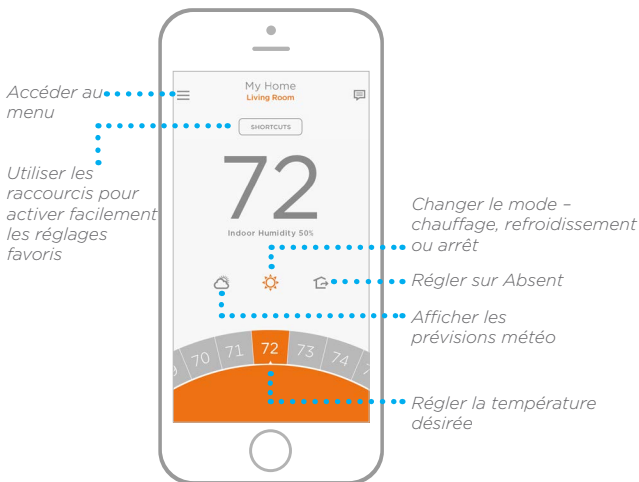 Accéder au
menu
Utiliser les
raccourcis pour
activer facilement
les réglages
favoris
My Home
Living Room
SHORTCUTS
72
Indoor Humidity 50%
70 71 72 73 74
Changer le mode –
chauffage, refroidissement
ou arrêt
Régler sur Absent
Afficher les
prévisions météo
Régler la température
désirée